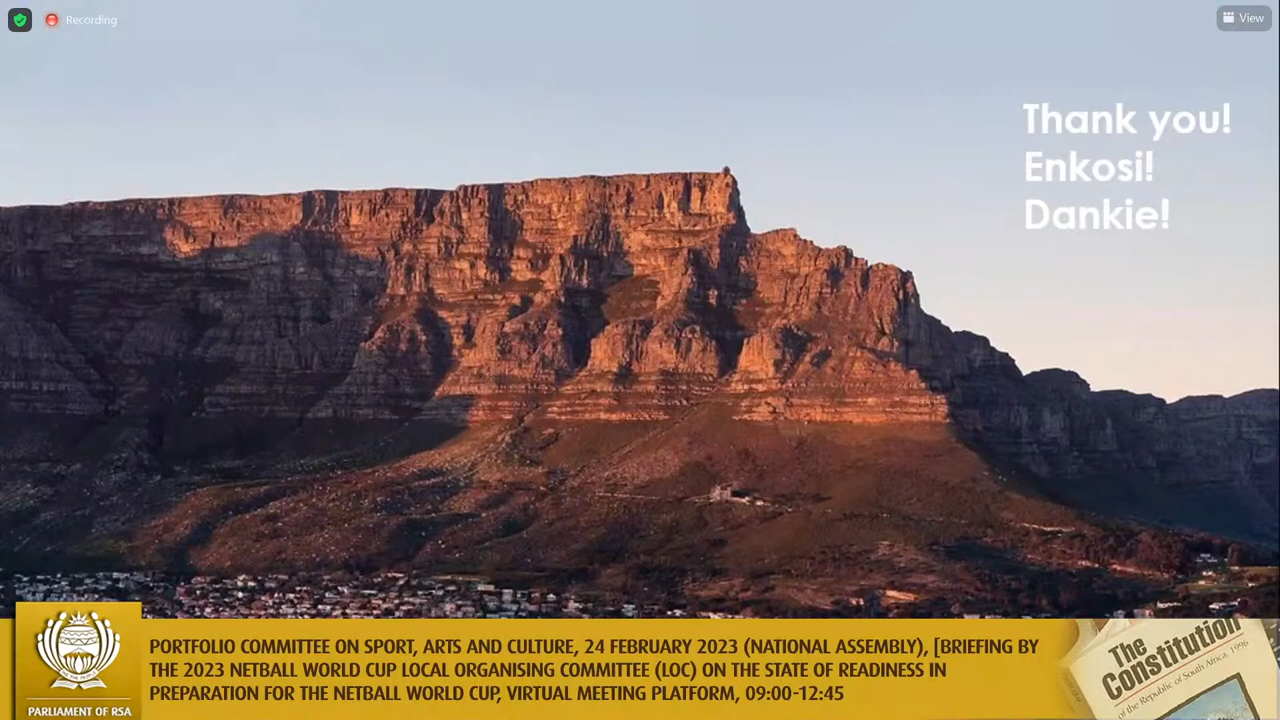 Recording
View
Thank you!
Enkosi!
Dankie!
PORTFOLIO COMMITTEE ON SPORT, ARTS AND CULTURE, 24 FEBRUARY 2023 (NATIONAL ASSEMBLY), [BRIEFING BY
THE 2023 NETBALL WORLD CUP LOCAL ORGANISING COMMITTEE (LOC) ON THE STATE OF READINESS IN
PREPARATION FOR THE NETBALL WORLD CUP, VIRTUAL MEETING PLATFORM, 09:00-12:45
PARLIAMENT OF RSA
The
Constitution
of the Republic of South Africa, 1996